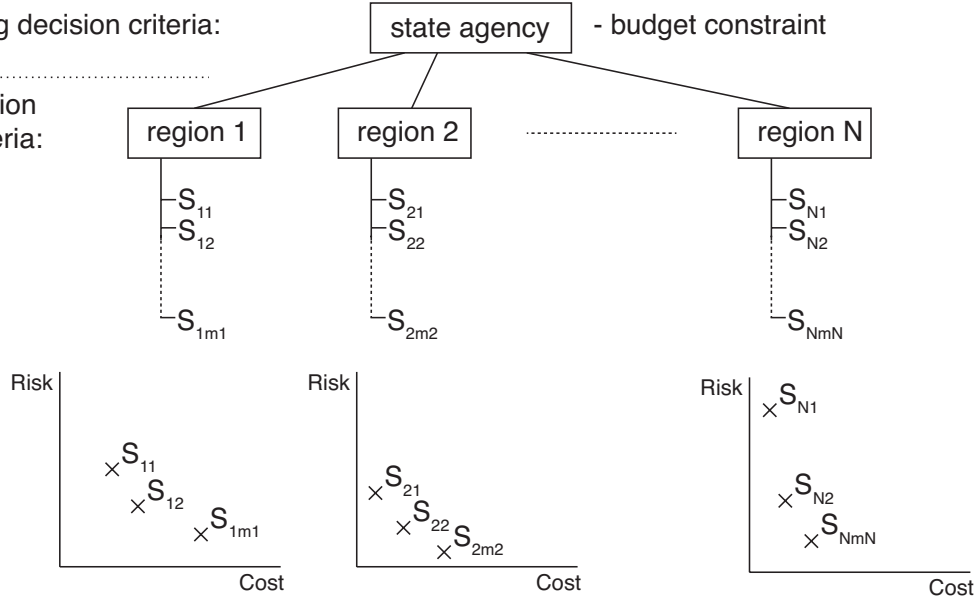 g decision criteria:
state agency
- budget constraint
ion
eria:
region 1
region 2
region N
S11
S21
SN1
S12
S22
SN2
S1m1
S2m2
SNmN
Risk
Risk
Risk
SN1
S11
S12
S1m1
S21
S22
S2m2
SN2
SNmN
Cost
Cost
Cost